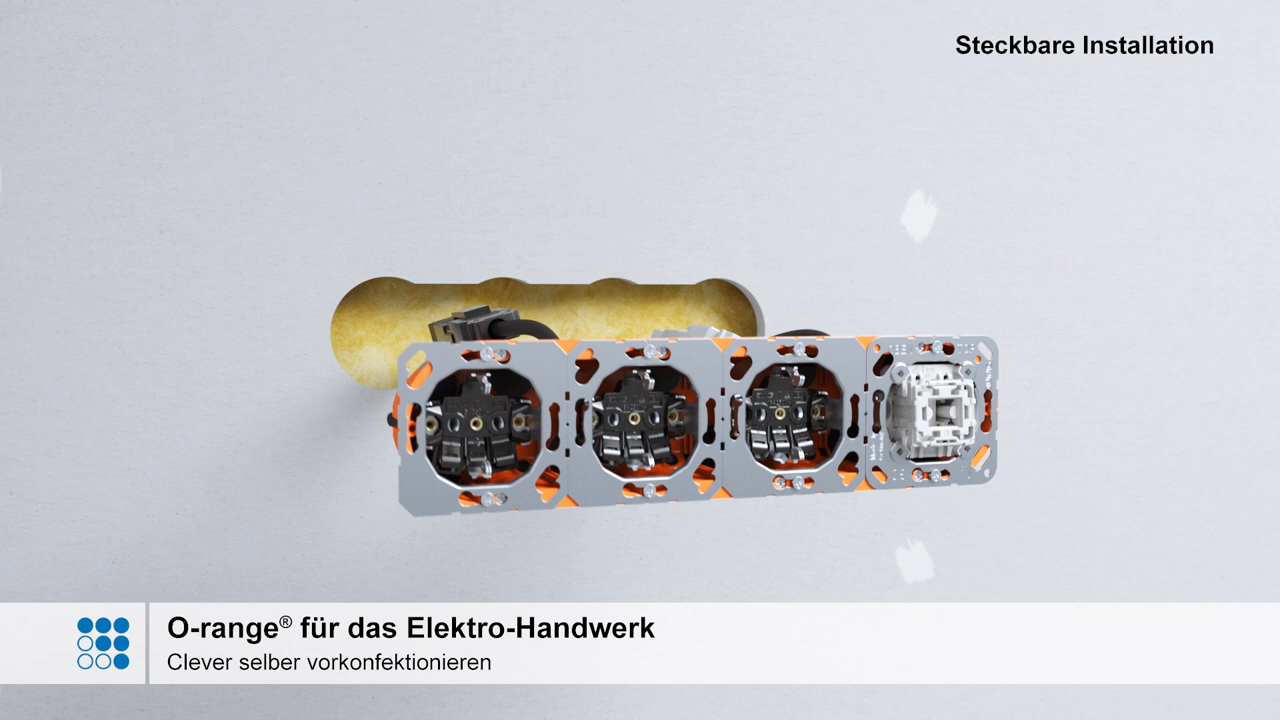 Steckbare Installation
O-range® für das Elektro-Handwerk
Clever selber vorkonfektionieren